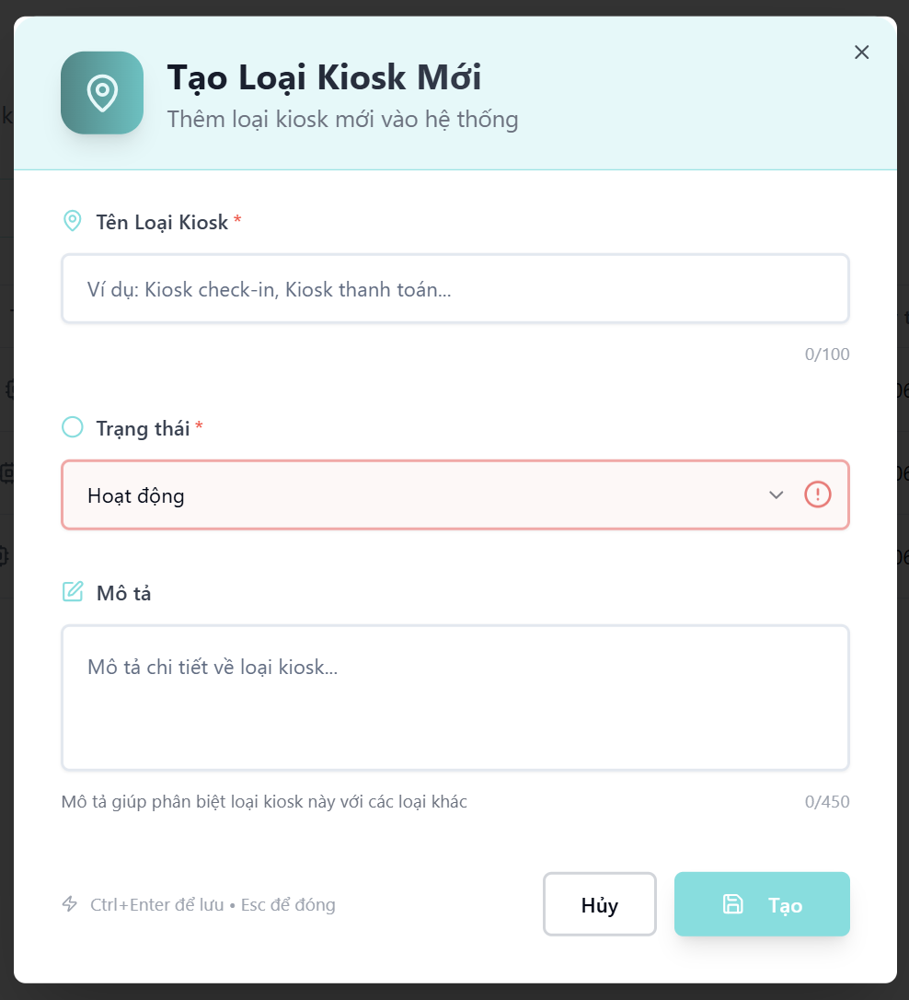 Tạo Loại Kiosk Mới
Thêm loại kiosk mới vào hệ thống
Tên Loại Kiosk *
Ví dụ: Kiosk check-in, Kiosk thanh toán...
0/100
Trạng thái *
Hoạt động
Mô tả
Mô tả chi tiết về loại kiosk...
Mô tả giúp phân biệt loại kiosk này với các loại khác
0/450
Ctrl+Enter để lưu • Esc để đóng
Hủy
Tạo